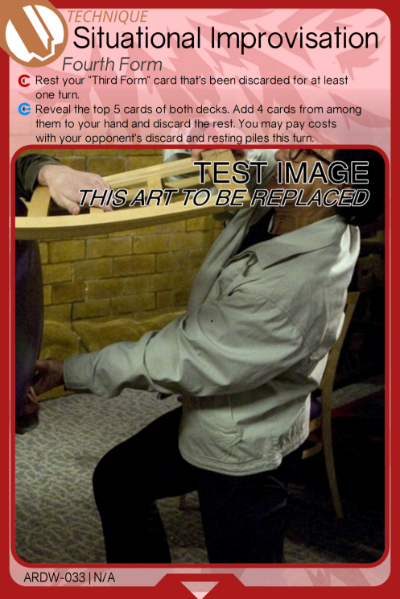 TECHNIQUE
Situational Improvisation
Fourth Form
C Rest your "Third Form" card that's been discarded for at least
one turn.
E Reveal the top 5 cards of both decks. Add 4 cards from among
them to your hand and discard the rest. You may pay costs
with your opponent's discard and resting piles this turn.
TEST IMAGE
THIS ART TO BE REPLACED
ARDW-033 | N/A